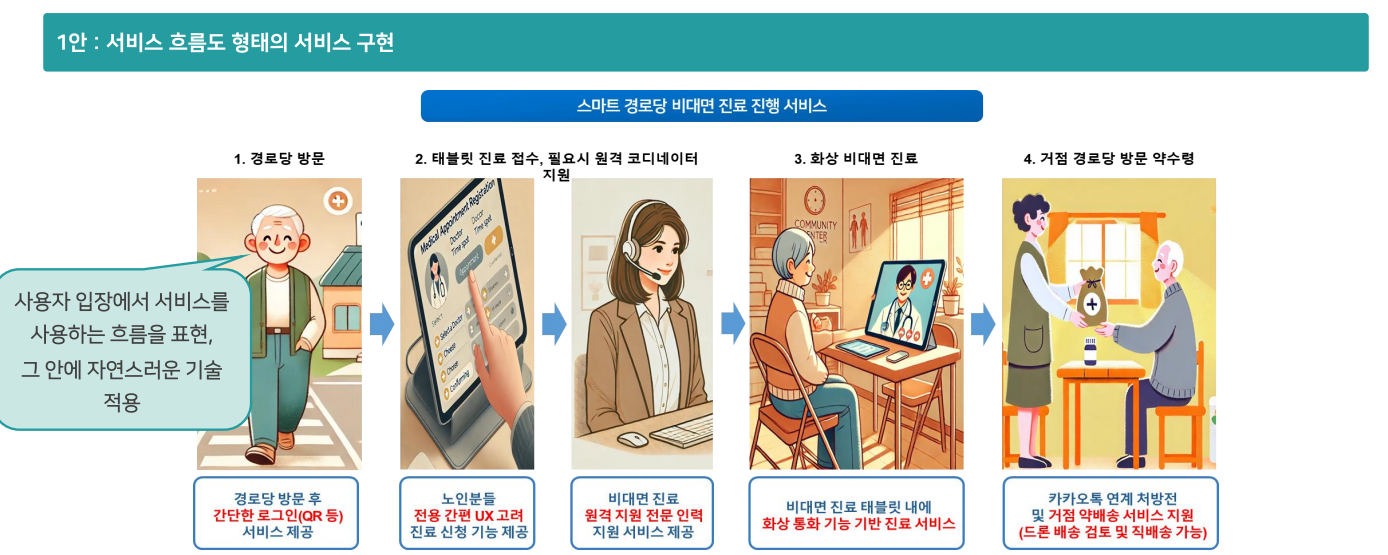 1안 : 서비스 흐름도 형태의 서비스 구현
스마트 경로당 비대면 진료 진행 서비스
1. 경로당 방문
2. 태블릿 진료 접수, 필요시 원격 코디네이터
지원
3. 화상 비대면 진료
4. 거점 경로당 방문 약수령
사용자 입장에서 서비스를
사용하는 흐름을 표현,
그 안에 자연스러운 기술
적용
Medical Appointment Registration
Doctor
Time spot
Doctor
Time spot
Select a Doctor
Choose
Chose
Confirming
COMMUNITY
경로당 방문 후
간단한 로그인(QR 등)
서비스 제공
노인분들
전용 간편 UX 고려
진료 신청 기능 제공
비대면 진료
원격 지원 전문 인력
지원 서비스 제공
비대면 진료 태블릿 내에
화상 통화 기능 기반 진료 서비스
카카오톡 연계 처방전
및 거점 약배송 서비스 지원
(드론 배송 검토 및 직배송 가능)